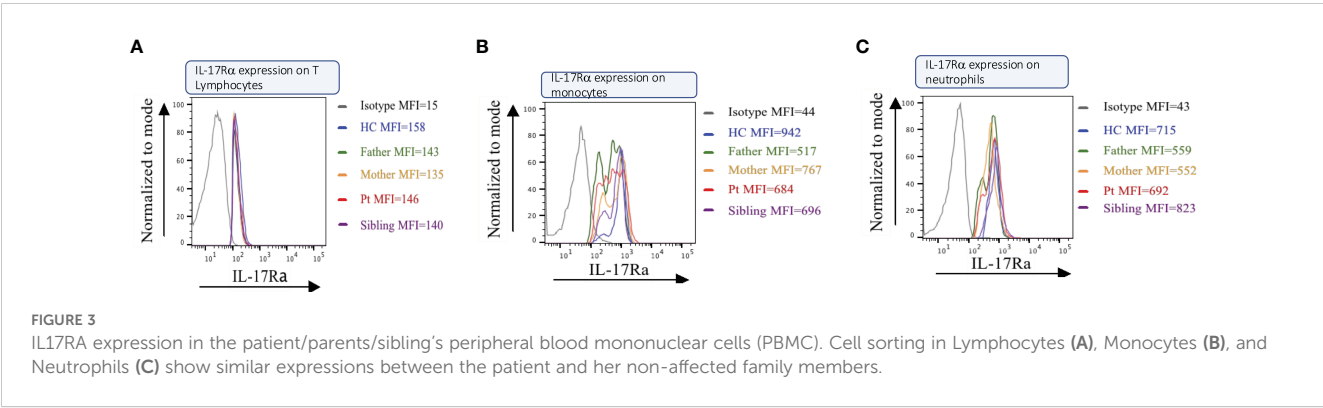 A
IL-17Rα expression on T
Lymphocytes
Normalized to mode
100
80
60
40
20
0
10¹ 10² 10³ 10⁴ 10⁵
IL-17Ra
Isotype MFI=15
HC MFI=158
Father MFI=143
Mother MFI=135
Pt MFI=146
Sibling MFI=140
B
IL-17Rα expression on
monocytes
Normalized to mode
100
80
60
40
20
0
10¹ 10² 10³ 10⁴ 10⁵
IL-17Ra
Isotype MFI=44
HC MFI=942
Father MFI=517
Mother MFI=767
Pt MFI=684
Sibling MFI=696
C
IL-17Rα expression on
neutrophils
Normalized to mode
100
80
60
40
20
0
10¹ 10² 10³ 10⁴ 10⁵
IL-17Ra
Isotype MFI=43
HC MFI=715
Father MFI=559
Mother MFI=552
Pt MFI=692
Sibling MFI=823
FIGURE 3
IL17RA expression in the patient/parents/sibling's peripheral blood mononuclear cells (PBMC). Cell sorting in Lymphocytes (A), Monocytes (B), and
Neutrophils (C) show similar expressions between the patient and her non-affected family members.